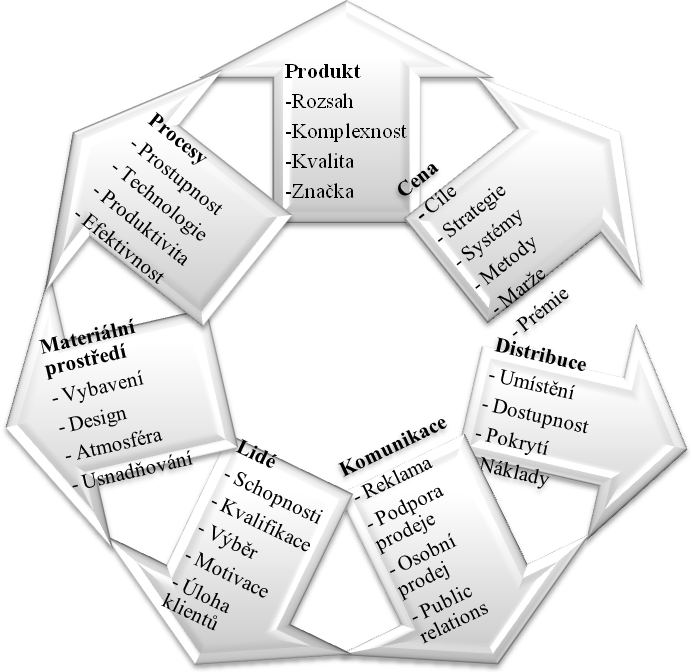 Produkt
-Rozsah
-Komplexnost
-Kvalita
-Značka
Cena
- Cíle
- Strategie
- Systémy
- Metody
- Marže
- Prémie
Distribuce
- Umístění
- Dostupnost
- Pokrytí
Náklady
Komunikace
- Reklama
- Podpora
prodeje
- Osobní
prodej
- Public
relations
Lidé
- Schopnosti
- Kvalifikace
- Výběr
- Motivace
- Úloha
klientů
Materiální
prostředí
- Vybavení
- Design
- Atmosféra
- Usnadňování
Procesy
- Prostupnost
- Technologie
- Produktivita
- Efektivnost